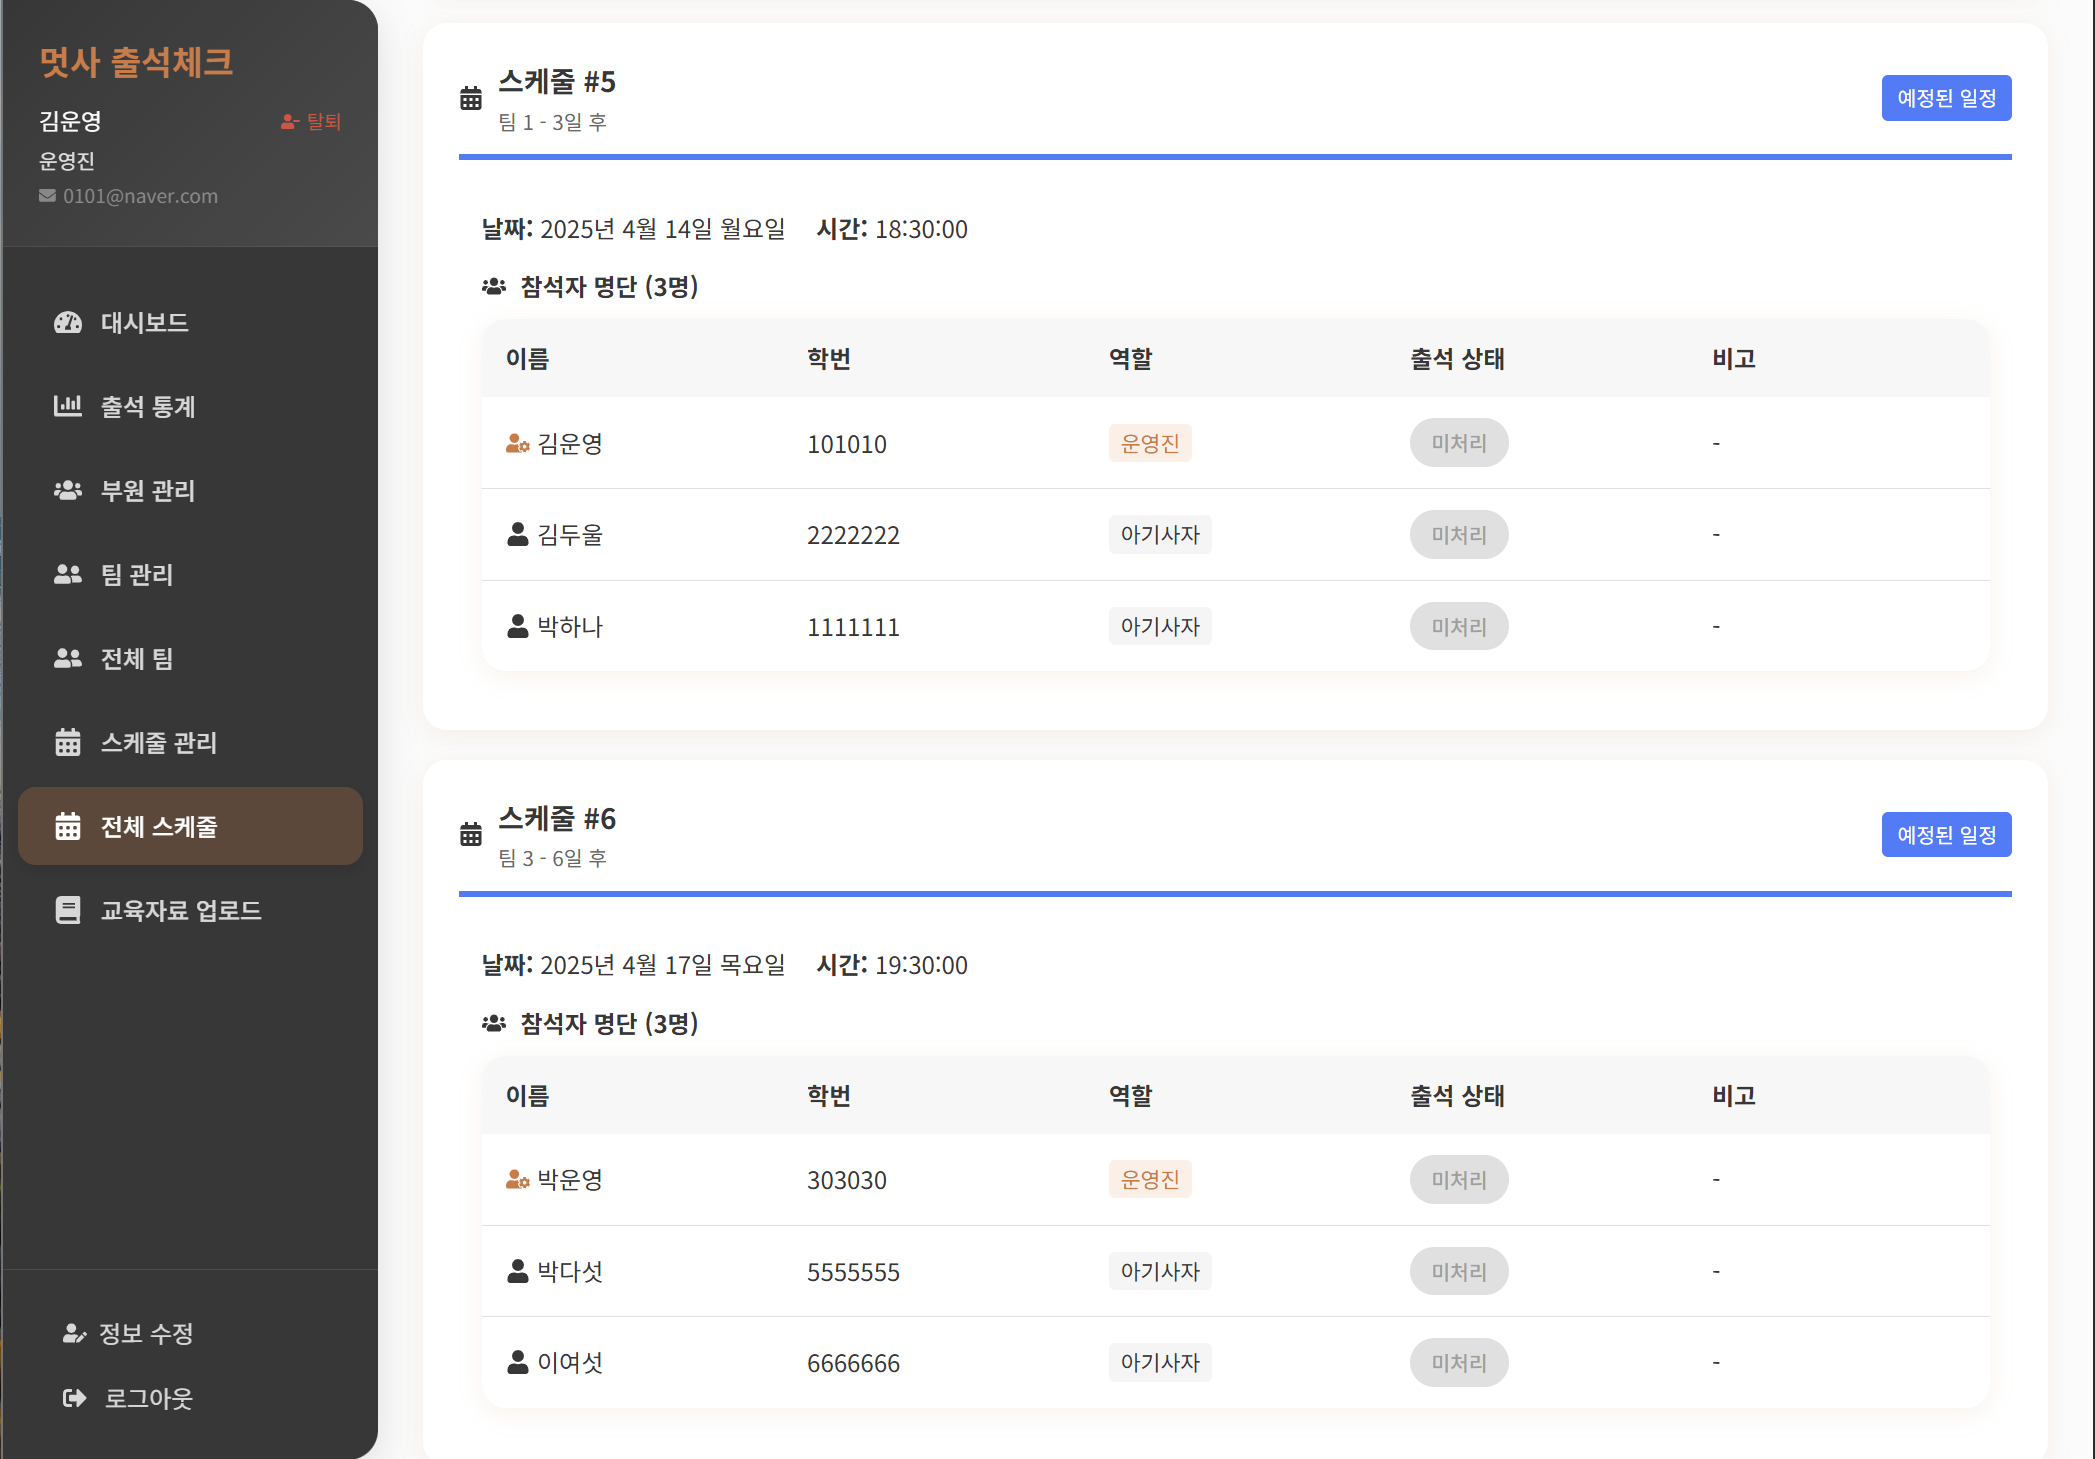 멋사 출석체크
김운영
탈퇴
운영진
0101@naver.com
대시보드
출석 통계
부원 관리
팀 관리
전체 팀
스케줄 관리
전체 스케줄
교육자료 업로드
정보 수정
로그아웃
스케줄 #5
팀 1 - 3일 후
예정된 일정
날짜: 2025년 4월 14일 월요일 시간: 18:30:00
참석자 명단 (3명)
이름 학번 역할 출석 상태 비고
김운영 101010 운영진 미처리 -
김두울 2222222 아기사자 미처리 -
박하나 1111111 아기사자 미처리 -
스케줄 #6
팀 3 - 6일 후
예정된 일정
날짜: 2025년 4월 17일 목요일 시간: 19:30:00
참석자 명단 (3명)
이름 학번 역할 출석 상태 비고
박운영 303030 운영진 미처리 -
박다섯 5555555 아기사자 미처리 -
이여섯 6666666 아기사자 미처리 -